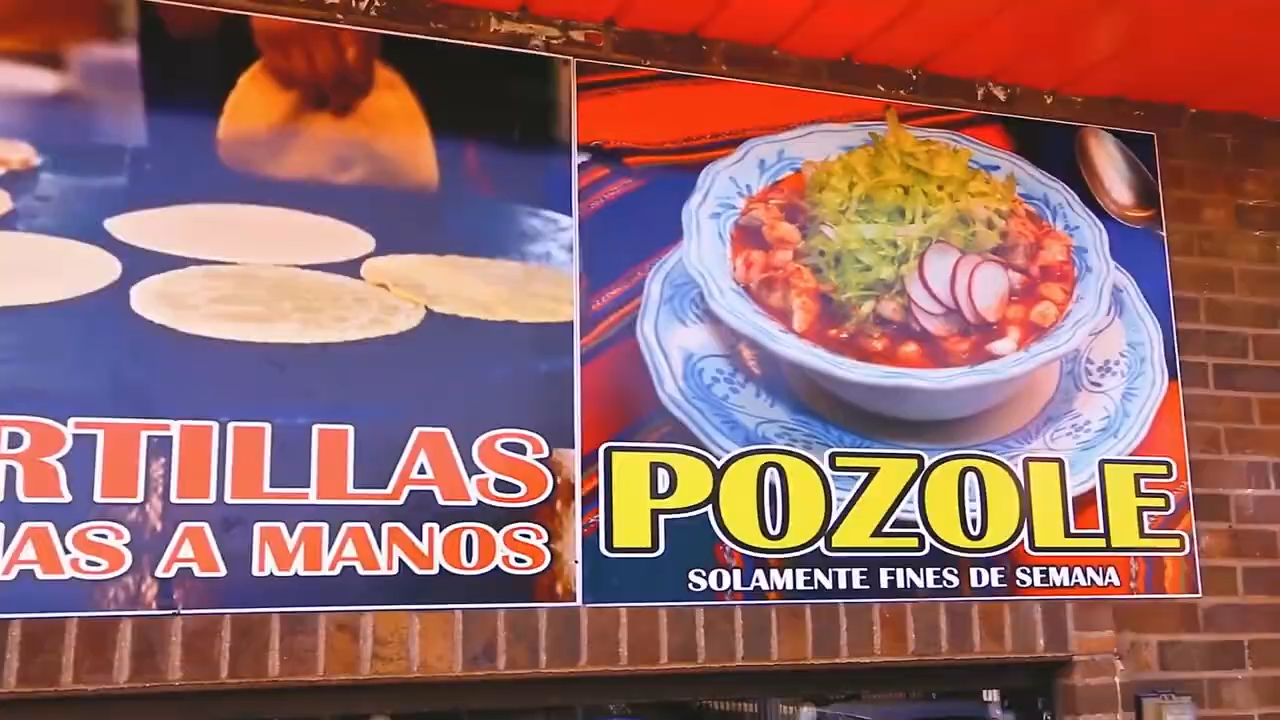 RTILLAS
AS A MANOS
POZOLE
SOLAMENTE FINES DE SEMANA